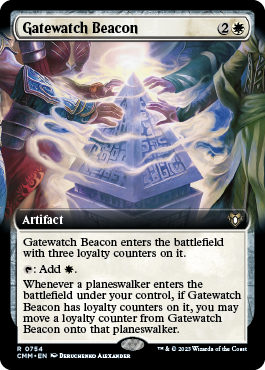 Gatewatch Beacon 2
Artifact
Gatewatch Beacon enters the battlefield
with three loyalty counters on it.
: Add .
Whenever a planeswalker enters the
battlefield under your control, if Gatewatch
Beacon has loyalty counters on it, you may
move a loyalty counter from Gatewatch
Beacon onto that planeswalker.
R 0754
CMM • EN Deruchenko Alexander
™ & © 2023 Wizards of the Coast